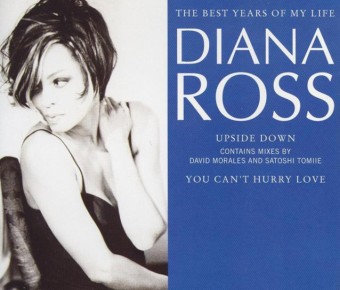 THE BEST YEARS OF MY LIFE
DIANA
ROSS
UPSIDE DOWN
CONTAINS MIXES BY
DAVID MORALES AND SATOSHI TOMIIE
YOU CAN'T HURRY LOVE